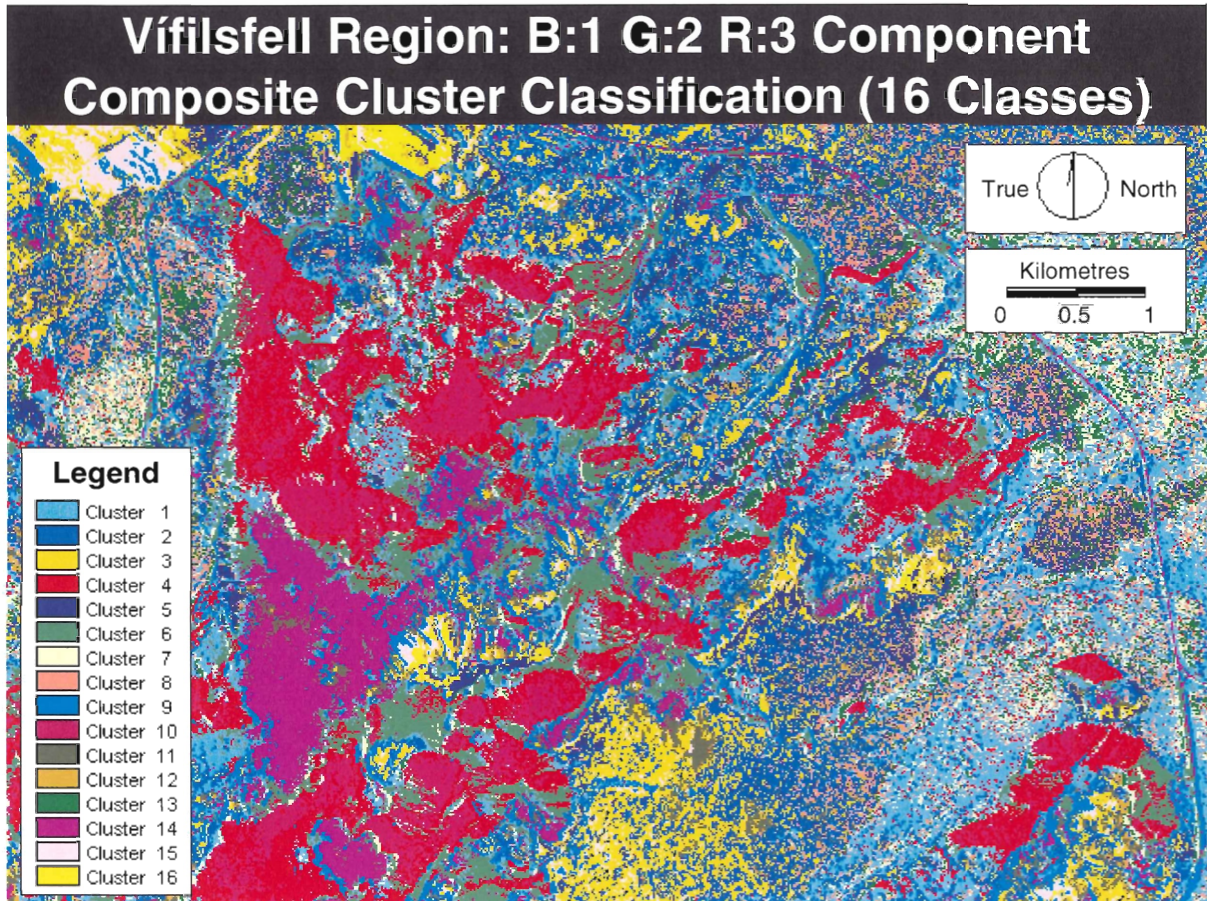 Vífilsfell Region: B:1 G:2 R:3 Component
Composite Cluster Classification (16 Classes)
True North
Kilometres
0 0.5 1
Legend
Cluster 1
Cluster 2
Cluster 3
Cluster 4
Cluster 5
Cluster 6
Cluster 7
Cluster 8
Cluster 9
Cluster 10
Cluster 11
Cluster 12
Cluster 13
Cluster 14
Cluster 15
Cluster 16